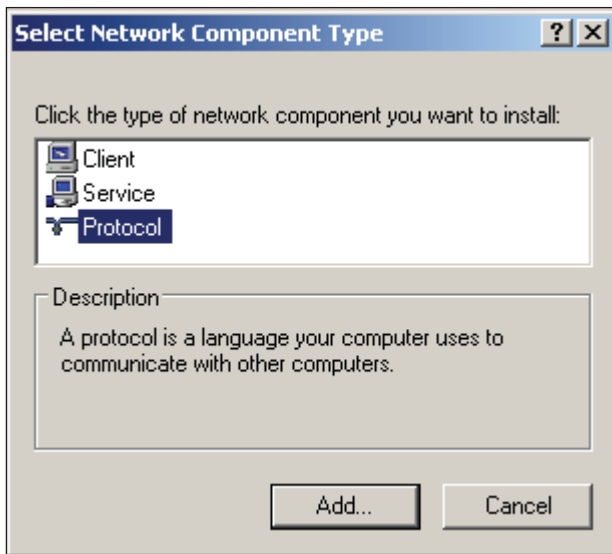 Select Network Component Type
Click the type of network component you want to install:
Client
Service
Protocol
Description
A protocol is a language your computer uses to
communicate with other computers.
Add...
Cancel